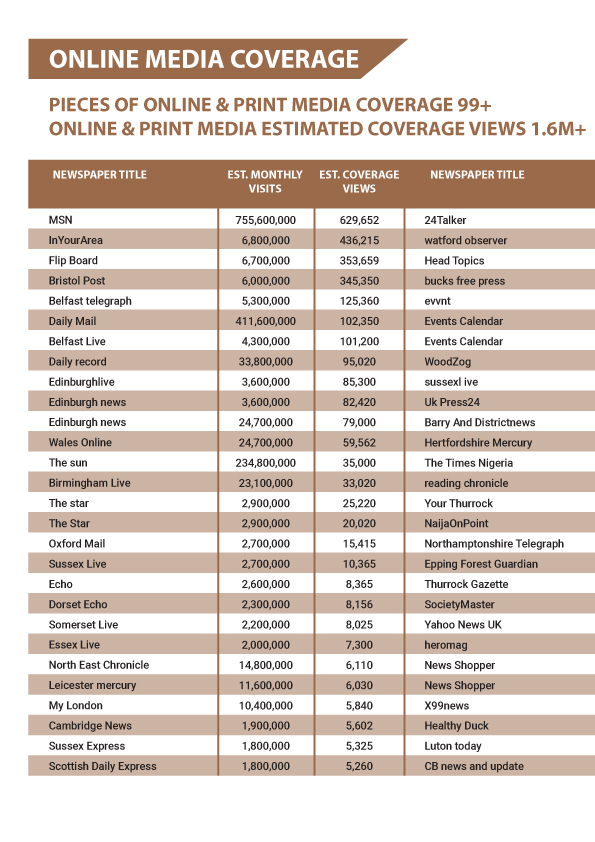 ONLINE MEDIA COVERAGE
PIECES OF ONLINE & PRINT MEDIA COVERAGE 99+
ONLINE & PRINT MEDIA ESTIMATED COVERAGE VIEWS 1.6M+
NEWSPAPER TITLE EST. MONTHLY VISITS EST. COVERAGE VIEWS NEWSPAPER TITLE
MSN 755,600,000 629,652 24Talker
InYourArea 6,800,000 436,215 watford observer
Flip Board 6,700,000 353,659 Head Topics
Bristol Post 6,000,000 345,350 bucks free press
Belfast telegraph 5,300,000 125,360 evvnt
Daily Mail 411,600,000 102,350 Events Calendar
Belfast Live 4,300,000 101,200 Events Calendar
Daily record 33,800,000 95,020 WoodZog
Edinburghlive 3,600,000 85,300 sussexl ive
Edinburgh news 3,600,000 82,420 Uk Press24
Edinburgh news 24,700,000 79,000 Barry And Districtnews
Wales Online 24,700,000 59,562 Hertfordshire Mercury
The sun 234,800,000 35,000 The Times Nigeria
Birmingham Live 23,100,000 33,020 reading chronicle
The star 2,900,000 25,220 Your Thurrock
The Star 2,900,000 20,020 NaijaOnPoint
Oxford Mail 2,700,000 15,415 Northamptonshire Telegraph
Sussex Live 2,700,000 10,365 Epping Forest Guardian
Echo 2,600,000 8,365 Thurrock Gazette
Dorset Echo 2,300,000 8,156 SocietyMaster
Somerset Live 2,200,000 8,025 Yahoo News UK
Essex Live 2,000,000 7,300 heromag
North East Chronicle 14,800,000 6,110 News Shopper
Leicester mercury 11,600,000 6,030 News Shopper
My London 10,400,000 5,840 X99news
Cambridge News 1,900,000 5,602 Healthy Duck
Sussex Express 1,800,000 5,325 Luton today
Scottish Daily Express 1,800,000 5,260 CB news and update